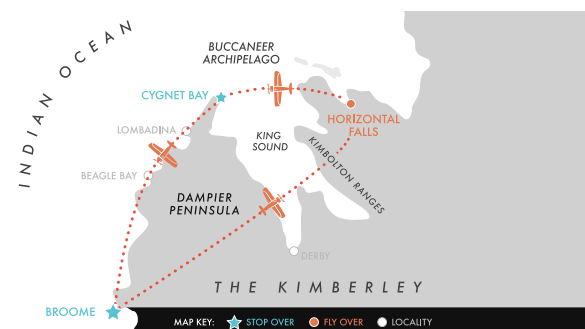 INDIAN OCEAN
BUCCANEER
ARCHIPELAGO
CYGNET BAY
HORIZONTAL
FALLS
LOMBADINA
KING
SOUND
KIMBOLTON RANGES
BEAGLE BAY
DAMPIER
PENINSULA
DERBY
THE KIMBERLEY
BROOME
MAP KEY: STOP OVER FLY OVER LOCALITY